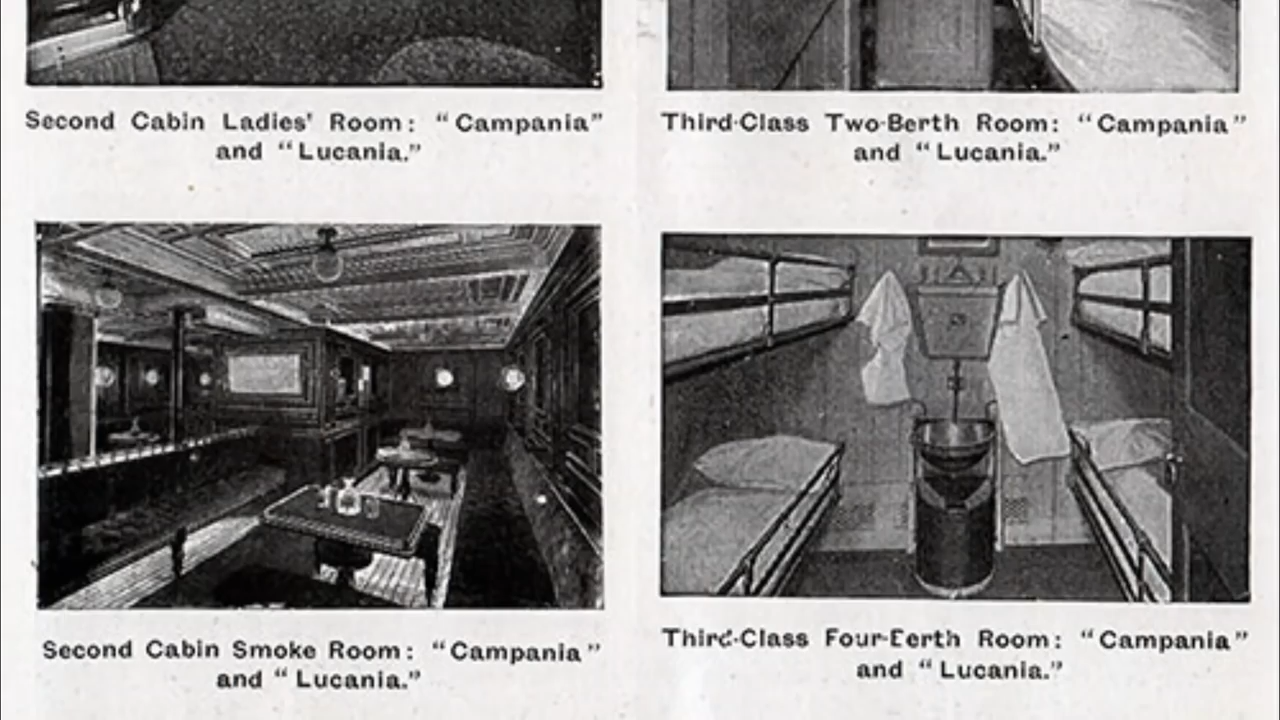 Second Cabin Ladies' Room: "Campania"
and "Lucania."
Third-Class Two-Berth Room: "Campania"
and "Lucania."
Second Cabin Smoke Room: "Campania"
and "Lucania."
Third-Class Four-Eerth Room: "Campania"
and "Lucania."